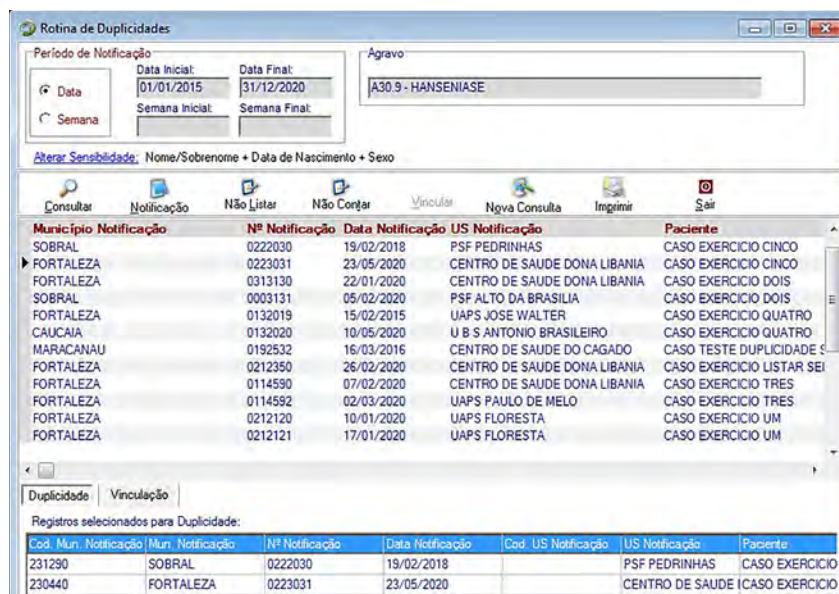 Rotina de Duplicidades
Período de Notificação
Agravo
Data Inicial: Data Final:
Data 01/01/2015 31/12/2020 A30.9 - HANSENIASE
Semana Inicial: Semana Final:
Semana
Alterar Sensibilidade: Nome/Sobrenome + Data de Nascimento + Sexo
Consultar Notificação Não Listar Não Contar Vincular Nova Consulta Imprimir Sair
Município Notificação Nº Notificação Data Notificação US Notificação Paciente
SOBRAL 0222030 19/02/2018 PSF PEDRINHAS CASO EXERCICIO CINCO
FORTALEZA 0223031 23/05/2020 CENTRO DE SAUDE DONA LIBANIA CASO EXERCICIO CINCO
FORTALEZA 0313130 22/01/2020 CENTRO DE SAUDE DONA LIBANIA CASO EXERCICIO DOIS
SOBRAL 0003131 05/02/2020 PSF ALTO DA BRASILIA CASO EXERCICIO DOIS
FORTALEZA 0132019 15/02/2015 UAPS JOSE WALTER CASO EXERCICIO QUATRO
CAUCAIA 0132020 10/05/2020 U B S ANTONIO BRASILEIRO CASO EXERCICIO QUATRO
MARACANAU 0192532 16/03/2016 CENTRO DE SAUDE DO CAGADO CASO TESTE DUPLICIDADE S
FORTALEZA 0212350 26/02/2020 CENTRO DE SAUDE DONA LIBANIA CASO EXERCICIO LISTAR SEI
FORTALEZA 0114590 07/02/2020 CENTRO DE SAUDE DONA LIBANIA CASO EXERCICIO TRES
FORTALEZA 0114592 02/03/2020 UAPS PAULO DE MELO CASO EXERCICIO TRES
FORTALEZA 0212120 10/01/2020 UAPS FLORESTA CASO EXERCICIO UM
FORTALEZA 0212121 17/01/2020 UAPS FLORESTA CASO EXERCICIO UM
Duplicidade Vinculação
Registros selecionados para Duplicidade:
Cod. Mun. Notificação Mun. Notificação Nº Notificação Data Notificação Cod. US Notificação US Notificação Paciente
231290 SOBRAL 0222030 19/02/2018 PSF PEDRINHAS CASO EXERCICIO
230440 FORTALEZA 0223031 23/05/2020 CENTRO DE SAUDE CASO EXERCICIO